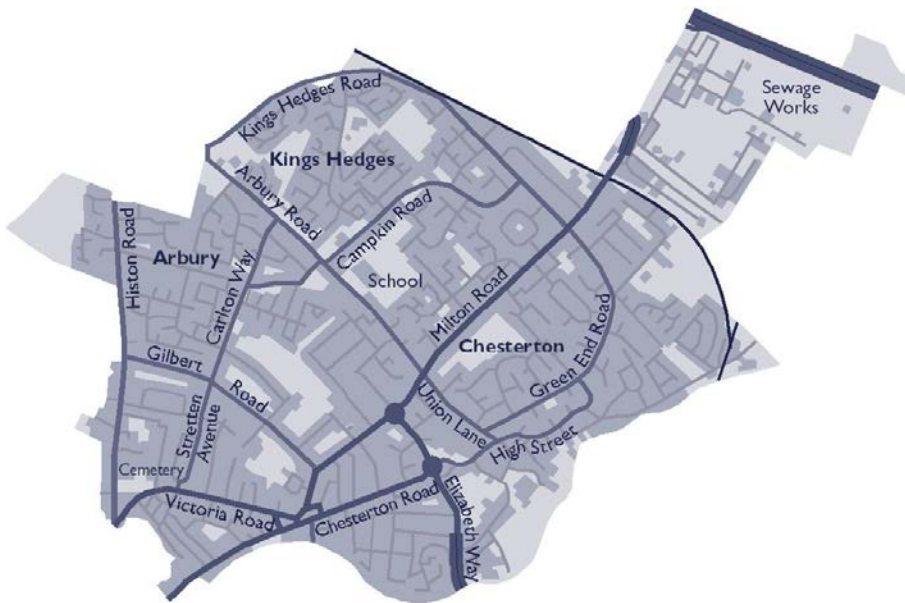 Sewage
Works
Kings Hedges Road
Kings Hedges
Arbury Road
Campkin Road
Histon Road
Arbury
Carlton Way
School
Milton Road
Chesterton
Green End Road
Gilbert
Road
Stretten
Avenue
Union Lane
High Street
Cemetery
Victoria Road
Chesterton Road
Elizabeth Way